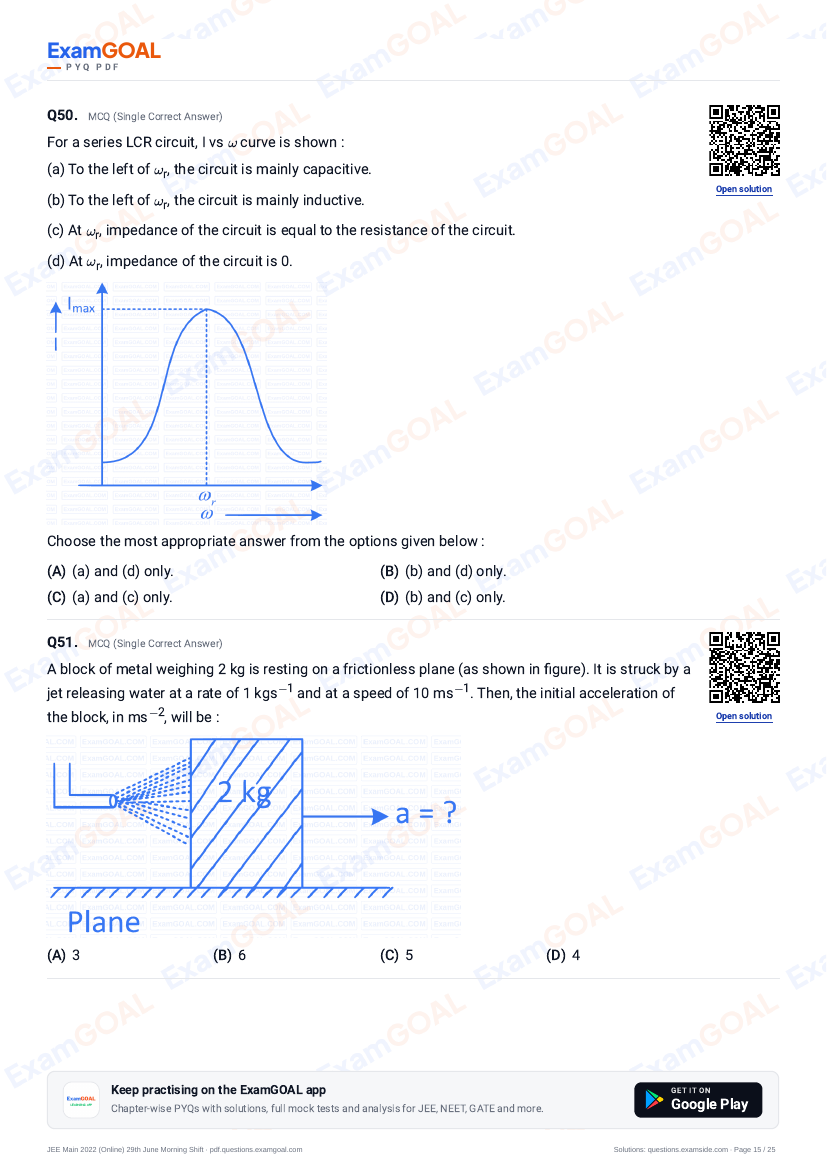 ExamGOAL
PYQ PDF
Q50. MCQ (Single Correct Answer)
For a series LCR circuit, I vs ω curve is shown :
(a) To the left of ωr, the circuit is mainly capacitive.
(b) To the left of ωr, the circuit is mainly inductive.
(c) At ωr, impedance of the circuit is equal to the resistance of the circuit.
(d) At ωr, impedance of the circuit is 0.
Open solution
Imax
I
ωr
ω
Choose the most appropriate answer from the options given below :
(A) (a) and (d) only. (B) (b) and (d) only.
(C) (a) and (c) only. (D) (b) and (c) only.
Q51. MCQ (Single Correct Answer)
A block of metal weighing 2 kg is resting on a frictionless plane (as shown in figure). It is struck by a
jet releasing water at a rate of 1 kgs⁻¹ and at a speed of 10 ms⁻¹. Then, the initial acceleration of
the block, in ms⁻², will be :
Open solution
2 kg
a = ?
Plane
(A) 3 (B) 6 (C) 5 (D) 4
ExamGOAL
Keep practising on the ExamGOAL app
Chapter-wise PYQs with solutions, full mock tests and analysis for JEE, NEET, GATE and more.
GET IT ON
Google Play
JEE Main 2022 (Online) 29th June Morning Shift · pdf.questions.examgoal.com Solutions: questions.examside.com · Page 15 / 25